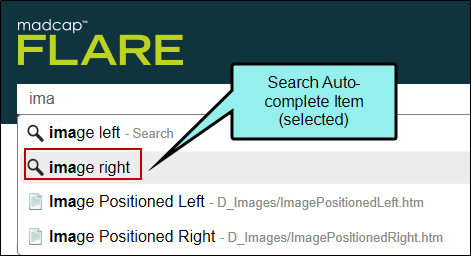 madcap™
FLARE
ima
Search Auto-
complete Item
(selected)
image left - Search
image right
Image Positioned Left - D_Images/ImagePositionedLeft.htm
Image Positioned Right - D_Images/ImagePositionedRight.htm